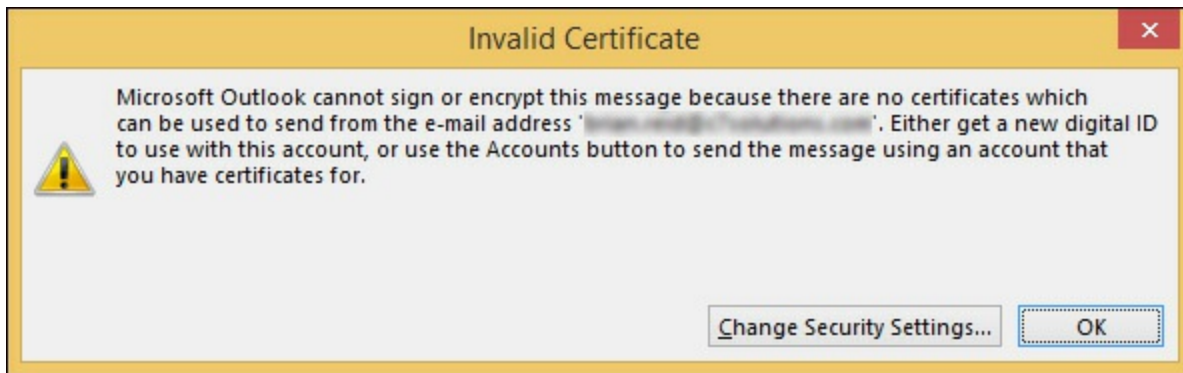 Invalid Certificate
Microsoft Outlook cannot sign or encrypt this message because there are no certificates which
can be used to send from the e-mail address ' '. Either get a new digital ID
to use with this account, or use the Accounts button to send the message using an account that
you have certificates for.
Change Security Settings...
OK